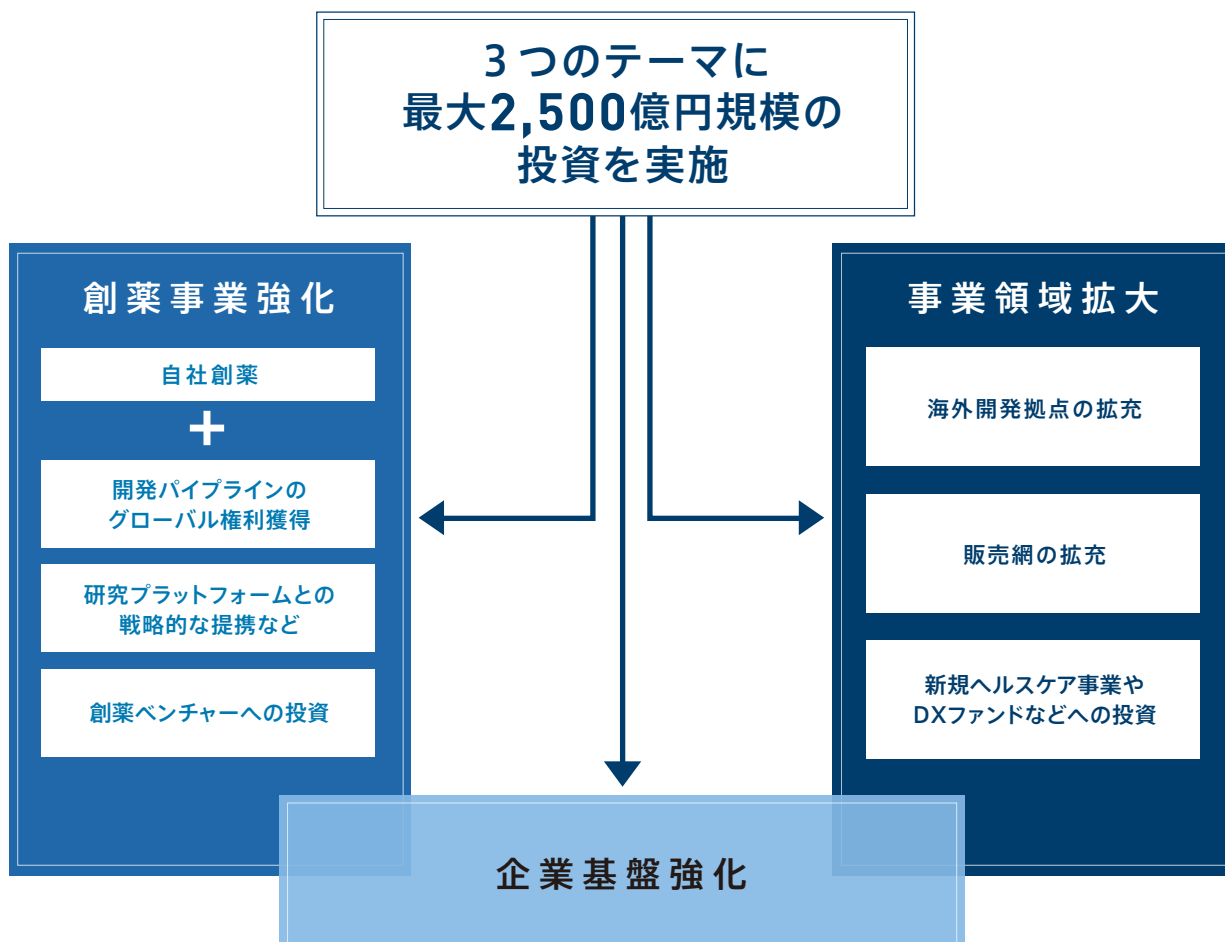 3つのテーマに
最大2,500億円規模の
投資を実施
創薬事業強化
自社創薬
+
開発パイプラインの
グローバル権利獲得
研究プラットフォームとの
戦略的な提携など
創薬ベンチャーへの投資
事業領域拡大
海外開発拠点の拡充
販売網の拡充
新規ヘルスケア事業や
DXファンドなどへの投資
企業基盤強化